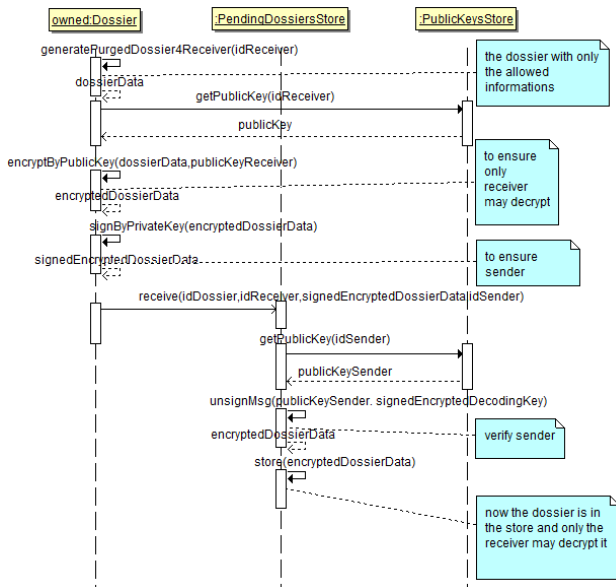 owned:Dossier
:PendingDossiersStore
:PublicKeysStore
generatePurgedDossier4Receiver(idReceiver)
the dossier with only
the allowed
informations
dossierData
getPublicKey(idReceiver)
publicKey
encryptByPublicKey(dossierData,publicKeyReceiver)
to ensure
only
receiver
may decrypt
encryptedDossierData
signByPrivateKey(encryptedDossierData)
signedEncryptedDossierData
to ensure
sender
receive(idDossier,idReceiver,signedEncryptedDossierData,idSender)
getPublicKey(idSender)
publicKeySender
unsignMsg(publicKeySender. signedEncryptedDecodingKey)
encryptedDossierData
verify sender
store(encryptedDossierData)
now the dossier is in
the store and only the
receiver may decrypt it